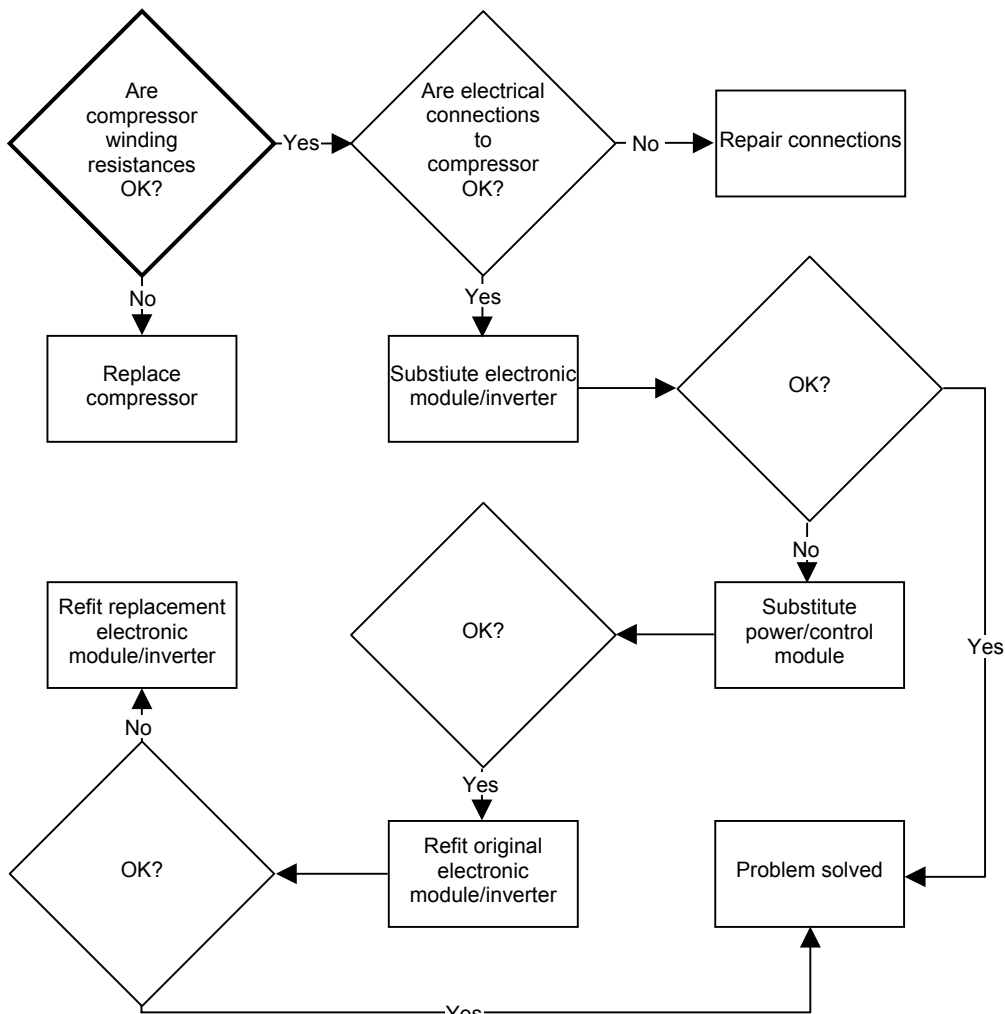 Are
compressor
winding
resistances
OK?
Yes
Are electrical
connections
to
compressor
OK?
No
Repair connections
No
Replace
compressor
Yes
Substiute electronic
module/inverter
OK?
No
Yes
Substitute
power/control
module
OK?
Yes
Refit original
electronic
module/inverter
OK?
No
Refit replacement
electronic
module/inverter
Yes
Problem solved